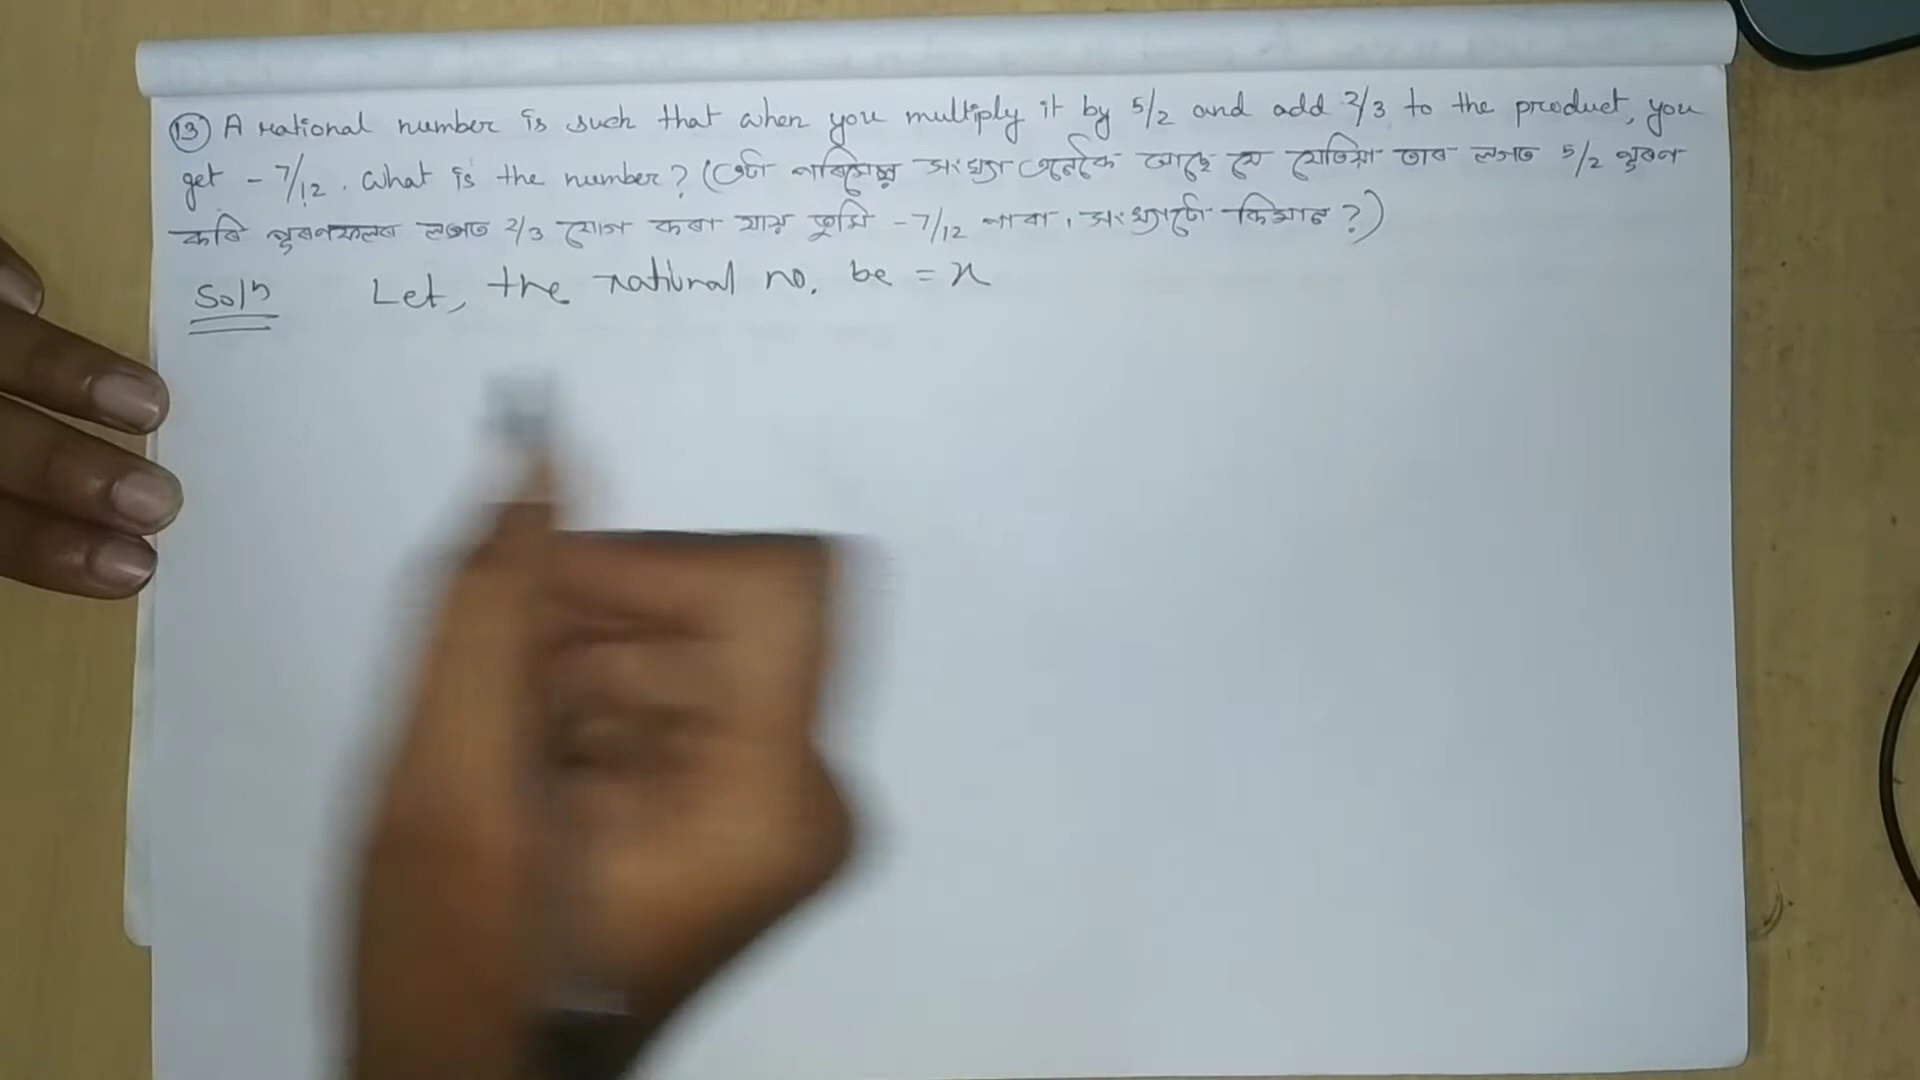 (13) A rational number is such that when you multiply it by 5/2 and add 2/3 to the product, you
get - 7/12. What is the number? (এটা পৰিমেয় সংখ্যা এনেকৈ আছে যে যেতিয়া তাৰ লগত 5/2 পূৰণ
কৰি পূৰণফলৰ লগত 2/3 যোগ কৰা যায় তুমি - 7/12 পাবা, সংখ্যাটো কিমান?)
Solⁿ Let, the rational no. be = x